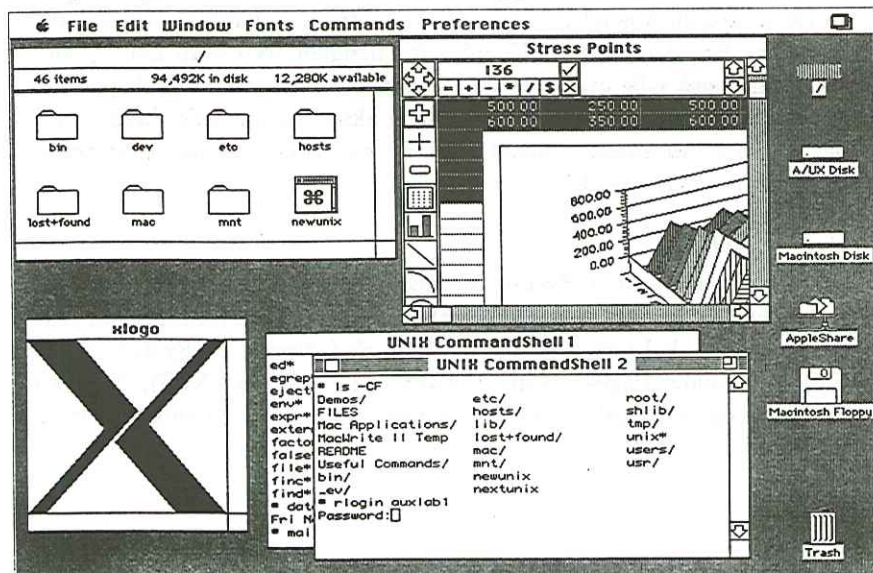 File Edit Window Fonts Commands Preferences
/
46 items 94,492K in disk 12,280K available
bin dev etc hosts
lost+found mac mnt newunix
Stress Points
136
= + - * / $
500.00 250.00 500.00
600.00 350.00 600.00
800.00
600.00
400.00
200.00
0.00
/
A/UX Disk
Macintosh Disk
AppleShare
Macintosh Floppy
Trash
xlogo
UNIX CommandShell 1
ed*
egrep
eject
env*
expr*
extern
factor
false
file*
finc*
find*
# dat
Fri N
# mai
UNIX CommandShell 2
# ls -CF
Demos/ etc/ root/
FILES hosts/ shlib/
Mac Applications/ lib/ tmp/
MacWrite II Temp lost+found/ unix*
README mac/ users/
Useful Commands/ mnt/ usr/
bin/ newunix
_ev/ nextunix
# rlogin auxlab1
Password: